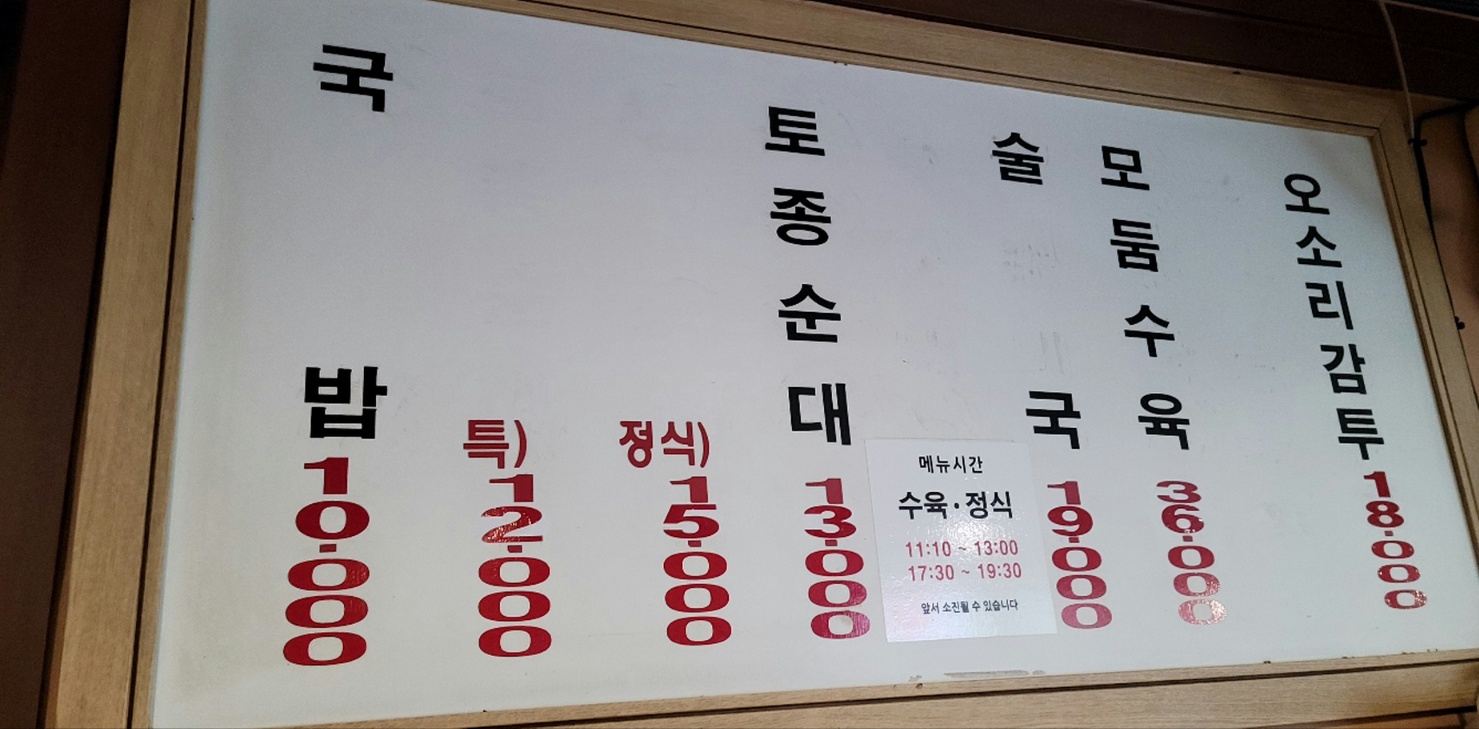 국밥 10.000
특) 12.000
정식) 15.000
토종순대 13.000
메뉴시간
수육·정식
11:10 ~ 13:00
17:30 ~ 19:30
앞서 소진될 수 있습니다
술국 19.000
모둠수육 36.000
오소리감투 18.000